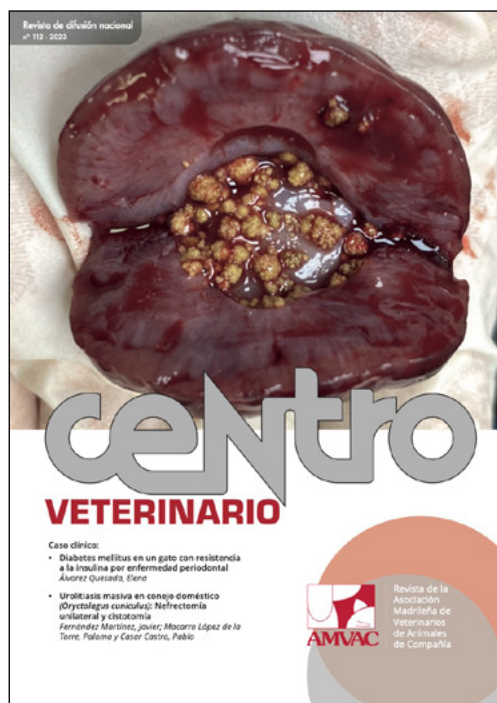 Revista de difusión nacional
nº 112 - 2023
ceNtro
VETERINARIO
Caso clínico:
• Diabetes mellitus en un gato con resistencia
a la insulina por enfermedad periodontal
Álvarez Quesada, Elena
• Urolitiasis masiva en conejo doméstico
(Oryctolagus cuniculus): Nefrectomía
unilateral y cistotomía
Fernández Martínez, Javier; Mocarro López de la
Torre, Paloma y Casar Castro, Pablo
AMVAC
Revista de la
Asociación
Madrileña de
Veterinarios
de Animales
de Compañía